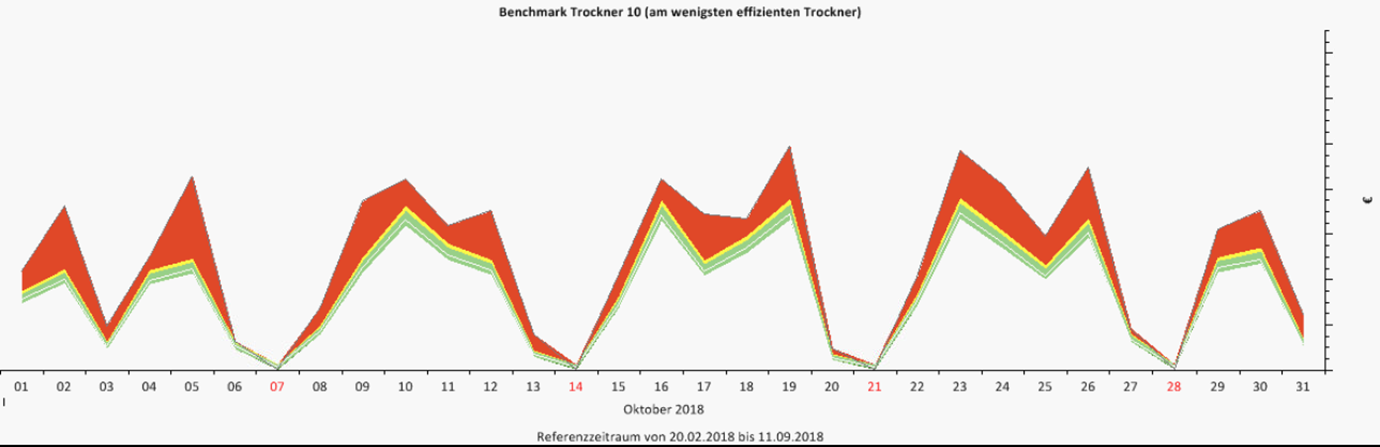 Benchmark Trockner 10 (am wenigsten effizienten Trockner)
€
01 02 03 04 05 06 07 08 09 10 11 12 13 14 15 16 17 18 19 20 21 22 23 24 25 26 27 28 29 30 31
Oktober 2018
Referenzzeitraum von 20.02.2018 bis 11.09.2018